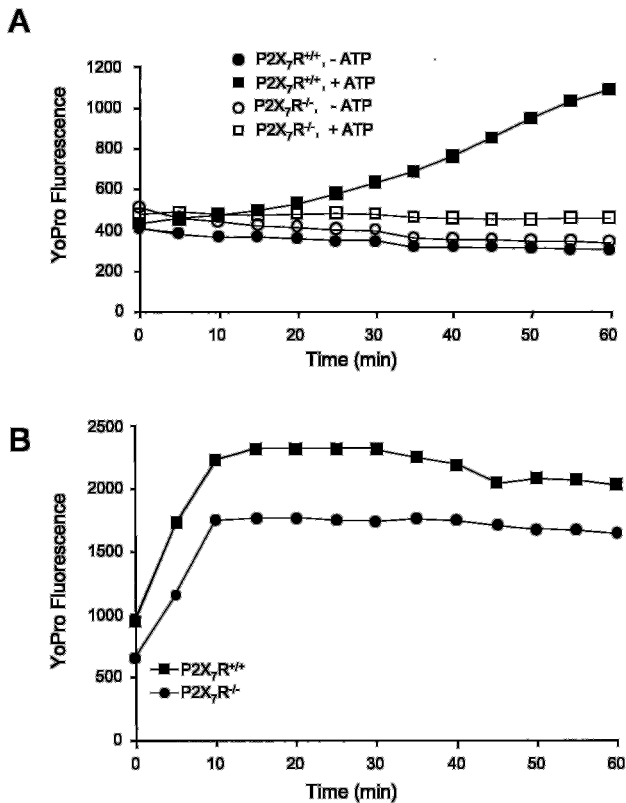 A
P2X₇R⁺/⁺, - ATP
P2X₇R⁺/⁺, + ATP
P2X₇R⁻/⁻, - ATP
P2X₇R⁻/⁻, + ATP
1200
1000
800
600
400
200
0
YoPro Fluorescence
0 10 20 30 40 50 60
Time (min)
B
2500
2000
1500
1000
500
0
YoPro Fluorescence
P2X₇R⁺/⁺
P2X₇R⁻/⁻
0 10 20 30 40 50 60
Time (min)